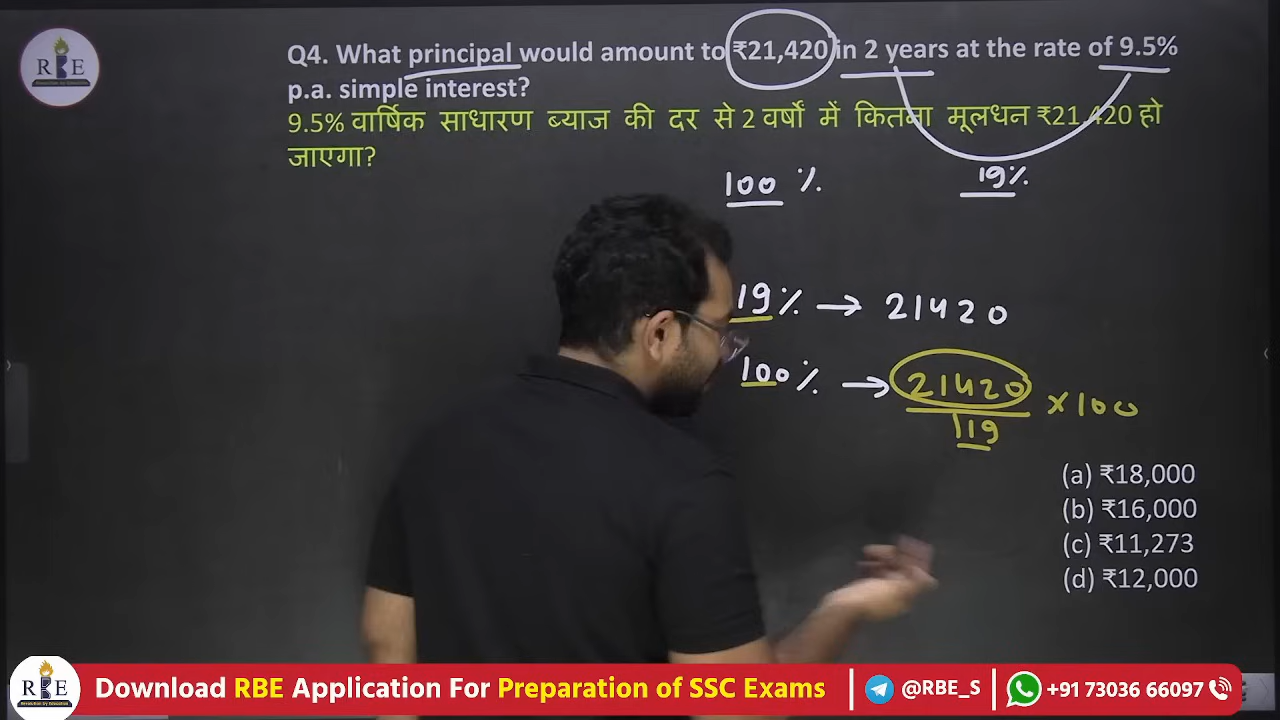 RBE
Q4. What principal would amount to ₹21,420 in 2 years at the rate of 9.5%
p.a. simple interest?
9.5% वार्षिक साधारण ब्याज की दर से 2 वर्षों में कितना मूलधन ₹21,420 हो
जाएगा?
100 %
19%
19% → 21420
100% → 21420 × 100
119
(a) ₹18,000
(b) ₹16,000
(c) ₹11,273
(d) ₹12,000
RBE
Revolution By Education
Download RBE Application For Preparation of SSC Exams
@RBE_S
+91 73036 66097